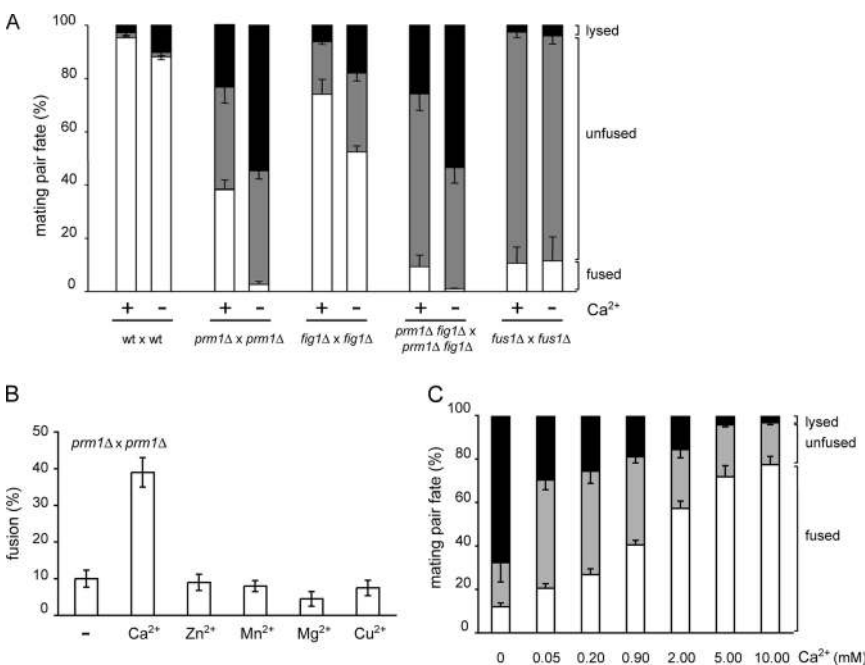 A
100
80
60
40
20
0
mating pair fate (%)
lysed
unfused
fused
+ - + - + - + - + - Ca²⁺
wt x wt
prm1Δ x prm1Δ
fig1Δ x fig1Δ
prm1Δ fig1Δ x
prm1Δ fig1Δ
fus1Δ x fus1Δ
B
prm1Δ x prm1Δ
50
40
30
20
10
0
fusion (%)
- Ca²⁺ Zn²⁺ Mn²⁺ Mg²⁺ Cu²⁺
C
100
80
60
40
20
0
mating pair fate (%)
lysed
unfused
fused
0 0.05 0.20 0.90 2.00 5.00 10.00 Ca²⁺ (mM)